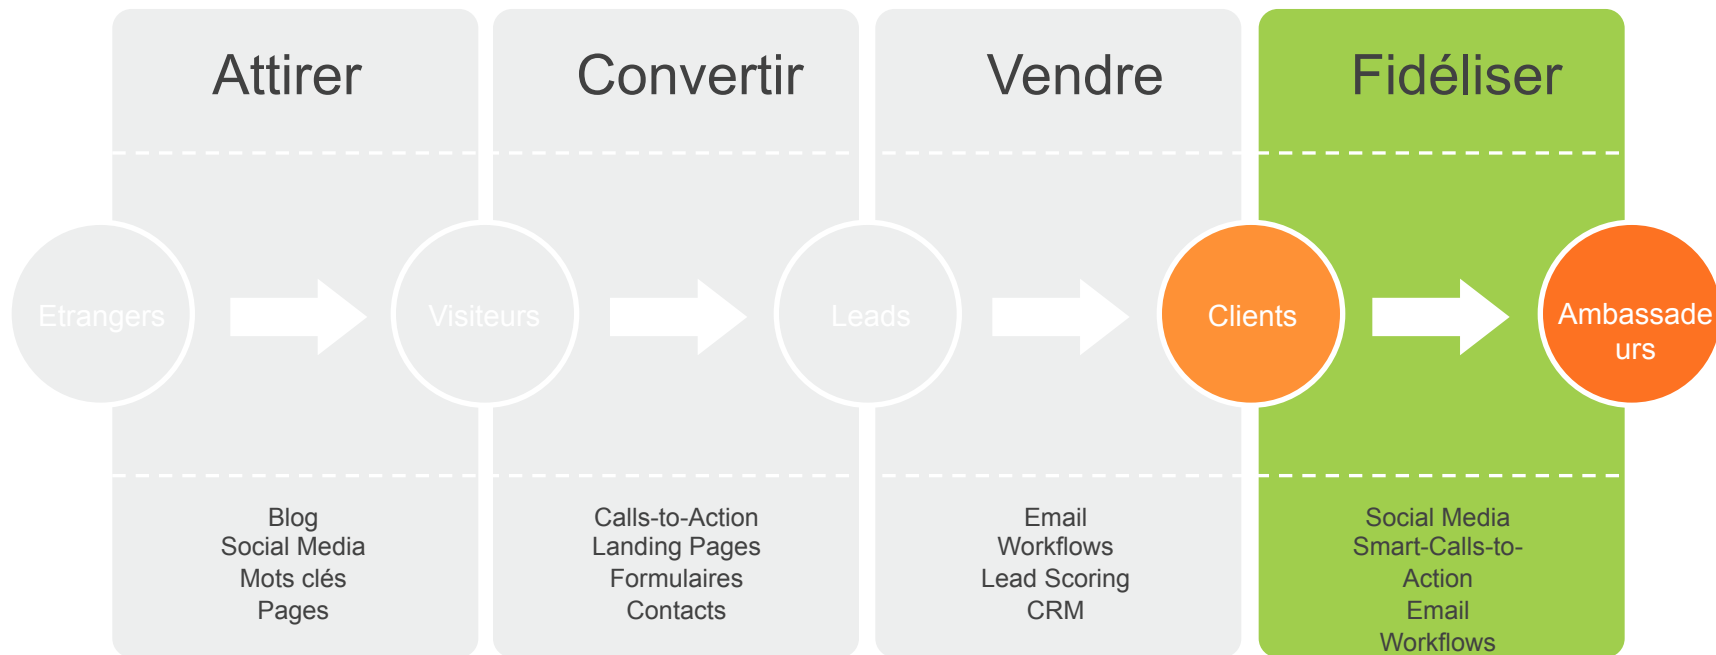 Attirer
Convertir
Vendre
Fidéliser
Etrangers
Visiteurs
Leads
Clients
Ambassade
urs
Blog
Social Media
Mots clés
Pages
Calls-to-Action
Landing Pages
Formulaires
Contacts
Email
Workflows
Lead Scoring
CRM
Social Media
Smart-Calls-to-
Action
Email
Workflows